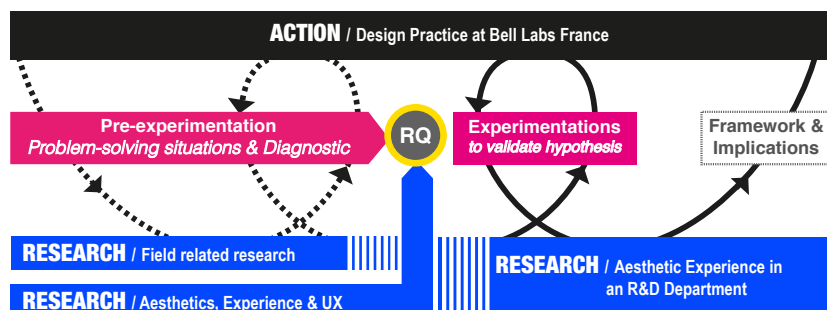 ACTION / Design Practice at Bell Labs France
Pre-experimentation
Problem-solving situations & Diagnostic
RQ
Experimentations
to validate hypothesis
Framework &
Implications
RESEARCH / Field related research
RESEARCH / Aesthetic Experience in
an R&D Department
RESEARCH / Aesthetics, Experience & UX